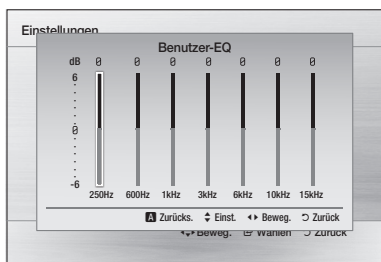 Einstellungen
Benutzer-EQ
dB 0 0 0 0 0 0 0
6
0
-6
250Hz 600Hz 1kHz 3kHz 6kHz 10kHz 15kHz
A Zurücks. Einst. Beweg. Zurück
Beweg. Wählen Zurück